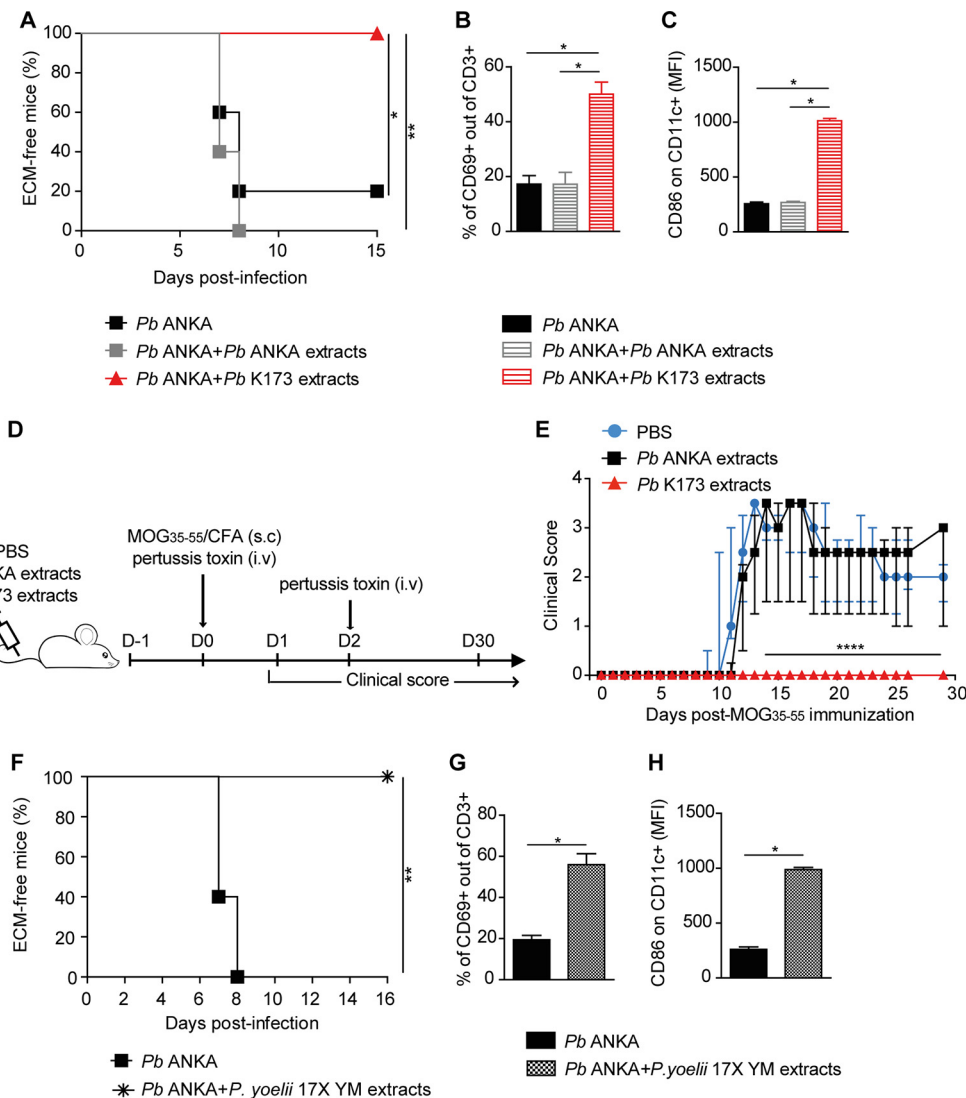 A
ECM-free mice (%)
100
80
60
40
20
0
0 5 10 15
Days post-infection
*
**
Pb ANKA
Pb ANKA+Pb ANKA extracts
Pb ANKA+Pb K173 extracts
B
% of CD69+ out of CD3+
60
40
20
0
*
*
C
CD86 on CD11c+ (MFI)
1500
1000
500
0
*
*
Pb ANKA
Pb ANKA+Pb ANKA extracts
Pb ANKA+Pb K173 extracts
D
PBS
KA extracts
73 extracts
MOG35-55/CFA (s.c)
pertussis toxin (i.v)
pertussis toxin (i.v)
D-1 D0 D1 D2 D30
Clinical score
E
PBS
Pb ANKA extracts
Pb K173 extracts
Clinical Score
4
3
2
1
0
****
0 5 10 15 20 25 30
Days post-MOG35-55 immunization
F
ECM-free mice (%)
100
80
60
40
20
0
0 2 4 6 8 10 12 14 16
Days post-infection
**
Pb ANKA
Pb ANKA+P. yoelii 17X YM extracts
G
% of CD69+ out of CD3+
80
60
40
20
0
*
H
CD86 on CD11c+ (MFI)
1500
1000
500
0
*
Pb ANKA
Pb ANKA+P.yoelii 17X YM extracts